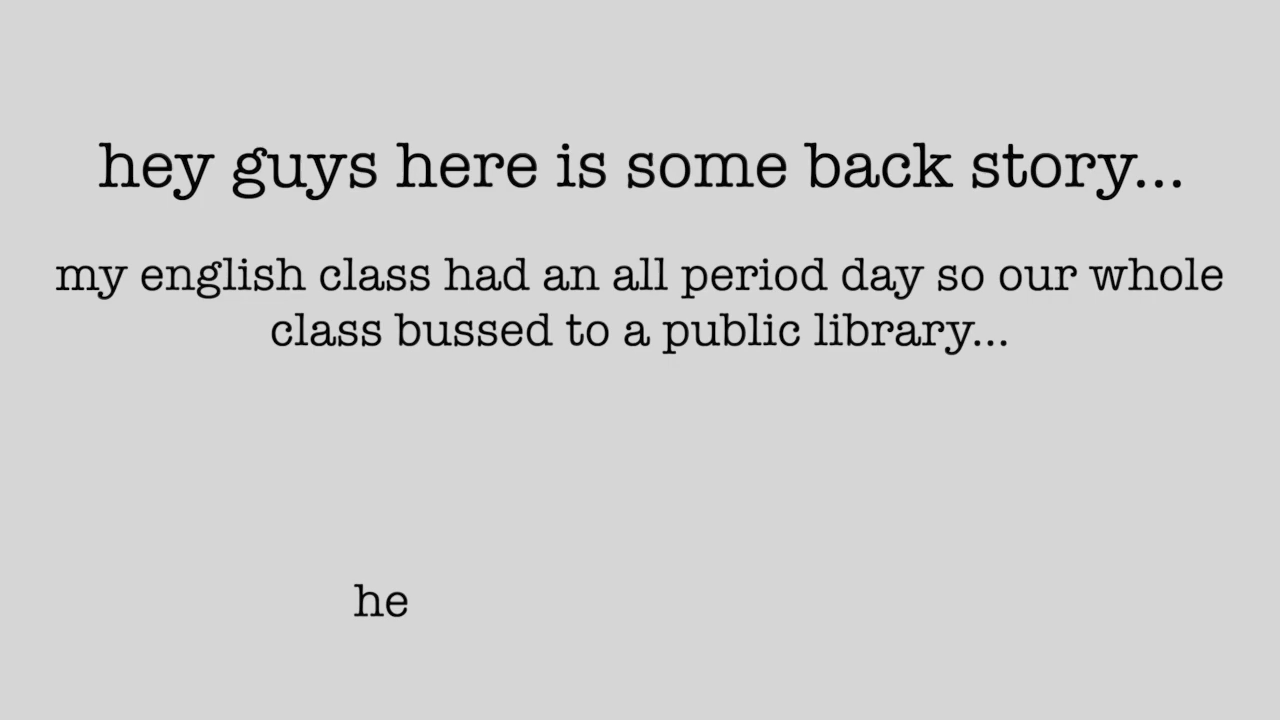 hey guys here is some back story...
my english class had an all period day so our whole
class bussed to a public library...
he